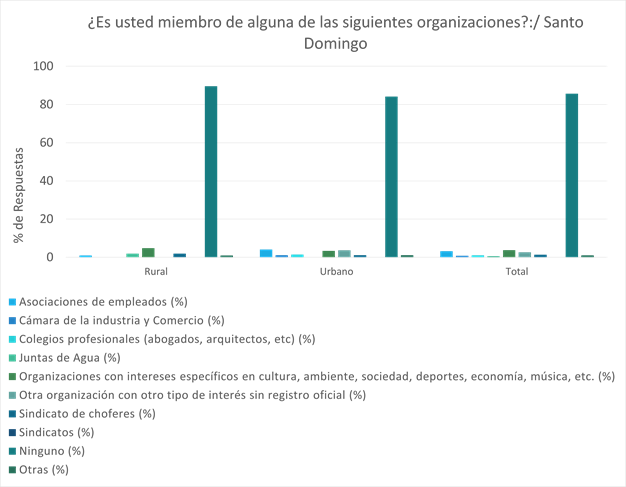 ¿Es usted miembro de alguna de las siguientes organizaciones?:/ Santo
Domingo
% de Respuestas
100
80
60
40
20
0
Rural
Urbano
Total
Asociaciones de empleados (%)
Cámara de la industria y Comercio (%)
Colegios profesionales (abogados, arquitectos, etc) (%)
Juntas de Agua (%)
Organizaciones con intereses específicos en cultura, ambiente, sociedad, deportes, economía, música, etc. (%)
Otra organización con otro tipo de interés sin registro oficial (%)
Sindicato de choferes (%)
Sindicatos (%)
Ninguno (%)
Otras (%)